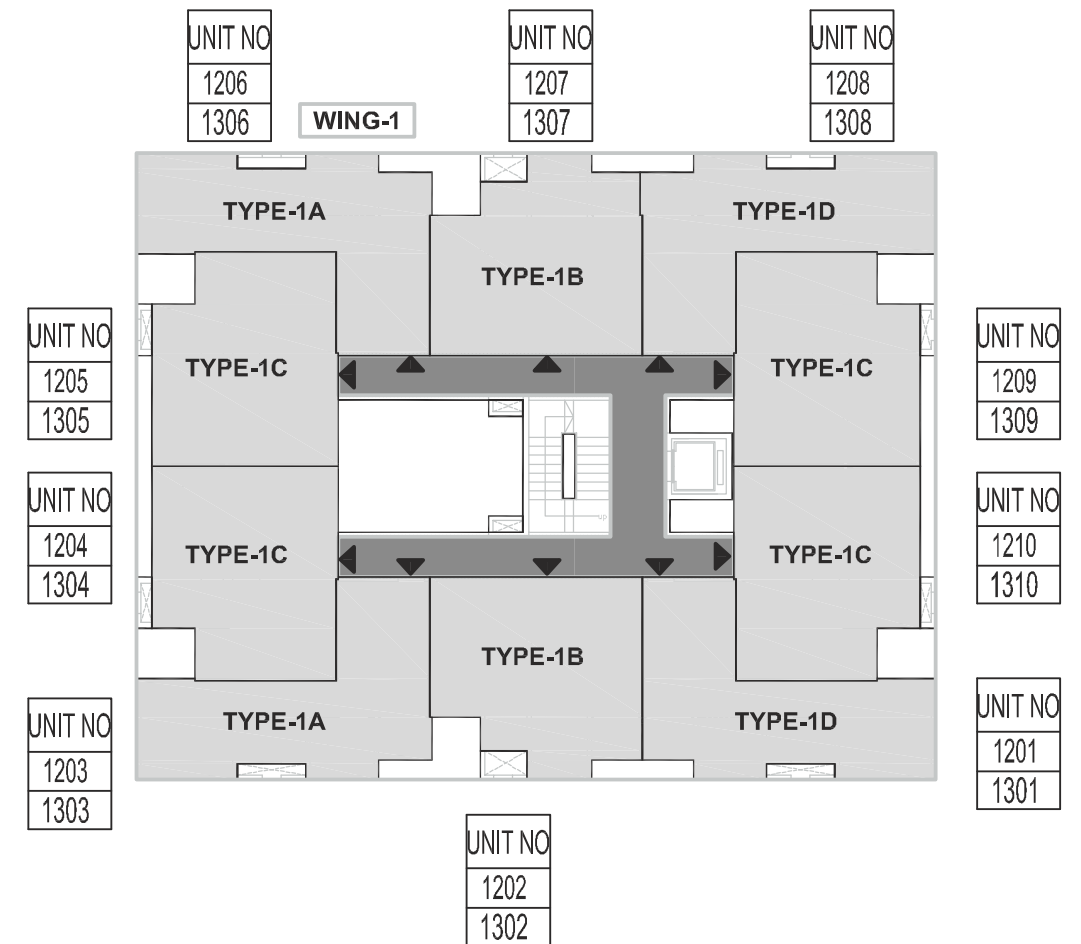 UNIT NO
1206
1306
UNIT NO
1207
1307
UNIT NO
1208
1308
WING-1
TYPE-1A
TYPE-1D
TYPE-1B
UNIT NO
1205
1305
TYPE-1C
TYPE-1C
UNIT NO
1209
1309
UNIT NO
1204
1304
TYPE-1C
up
TYPE-1C
UNIT NO
1210
1310
TYPE-1B
UNIT NO
1203
1303
TYPE-1A
TYPE-1D
UNIT NO
1201
1301
UNIT NO
1202
1302